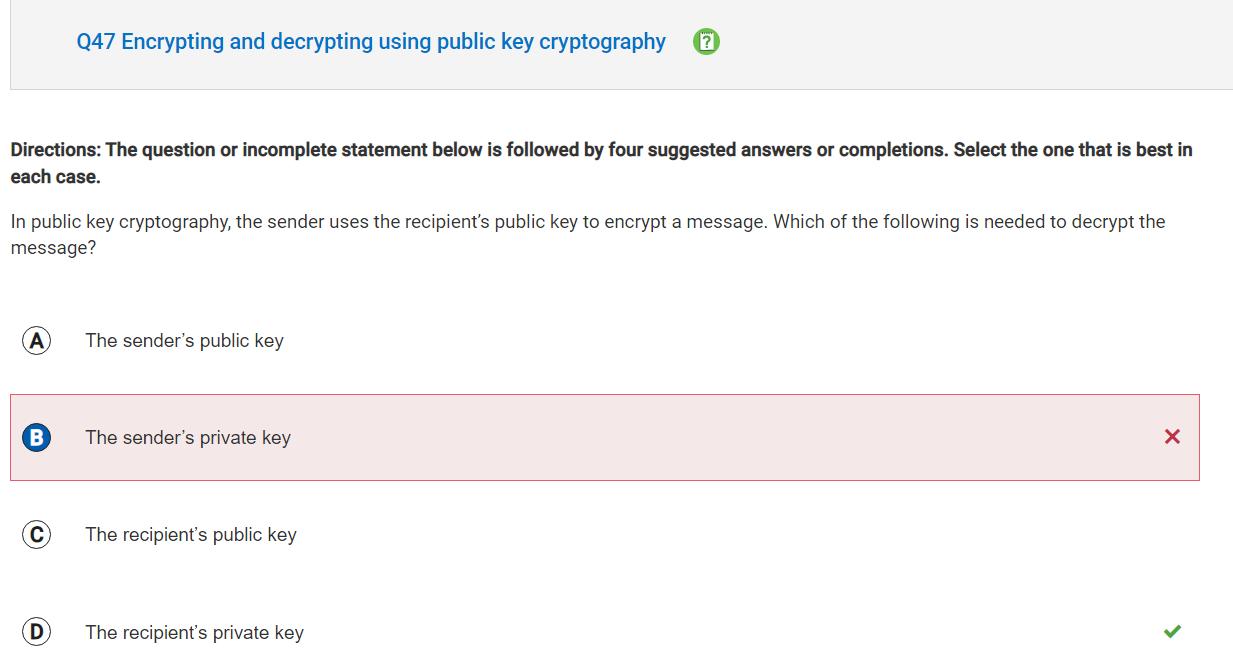 Q47 Encrypting and decrypting using public key cryptography ?
Directions: The question or incomplete statement below is followed by four suggested answers or completions. Select the one that is best in
each case.
In public key cryptography, the sender uses the recipient’s public key to encrypt a message. Which of the following is needed to decrypt the
message?
A The sender’s public key
B The sender’s private key
C The recipient’s public key
D The recipient’s private key